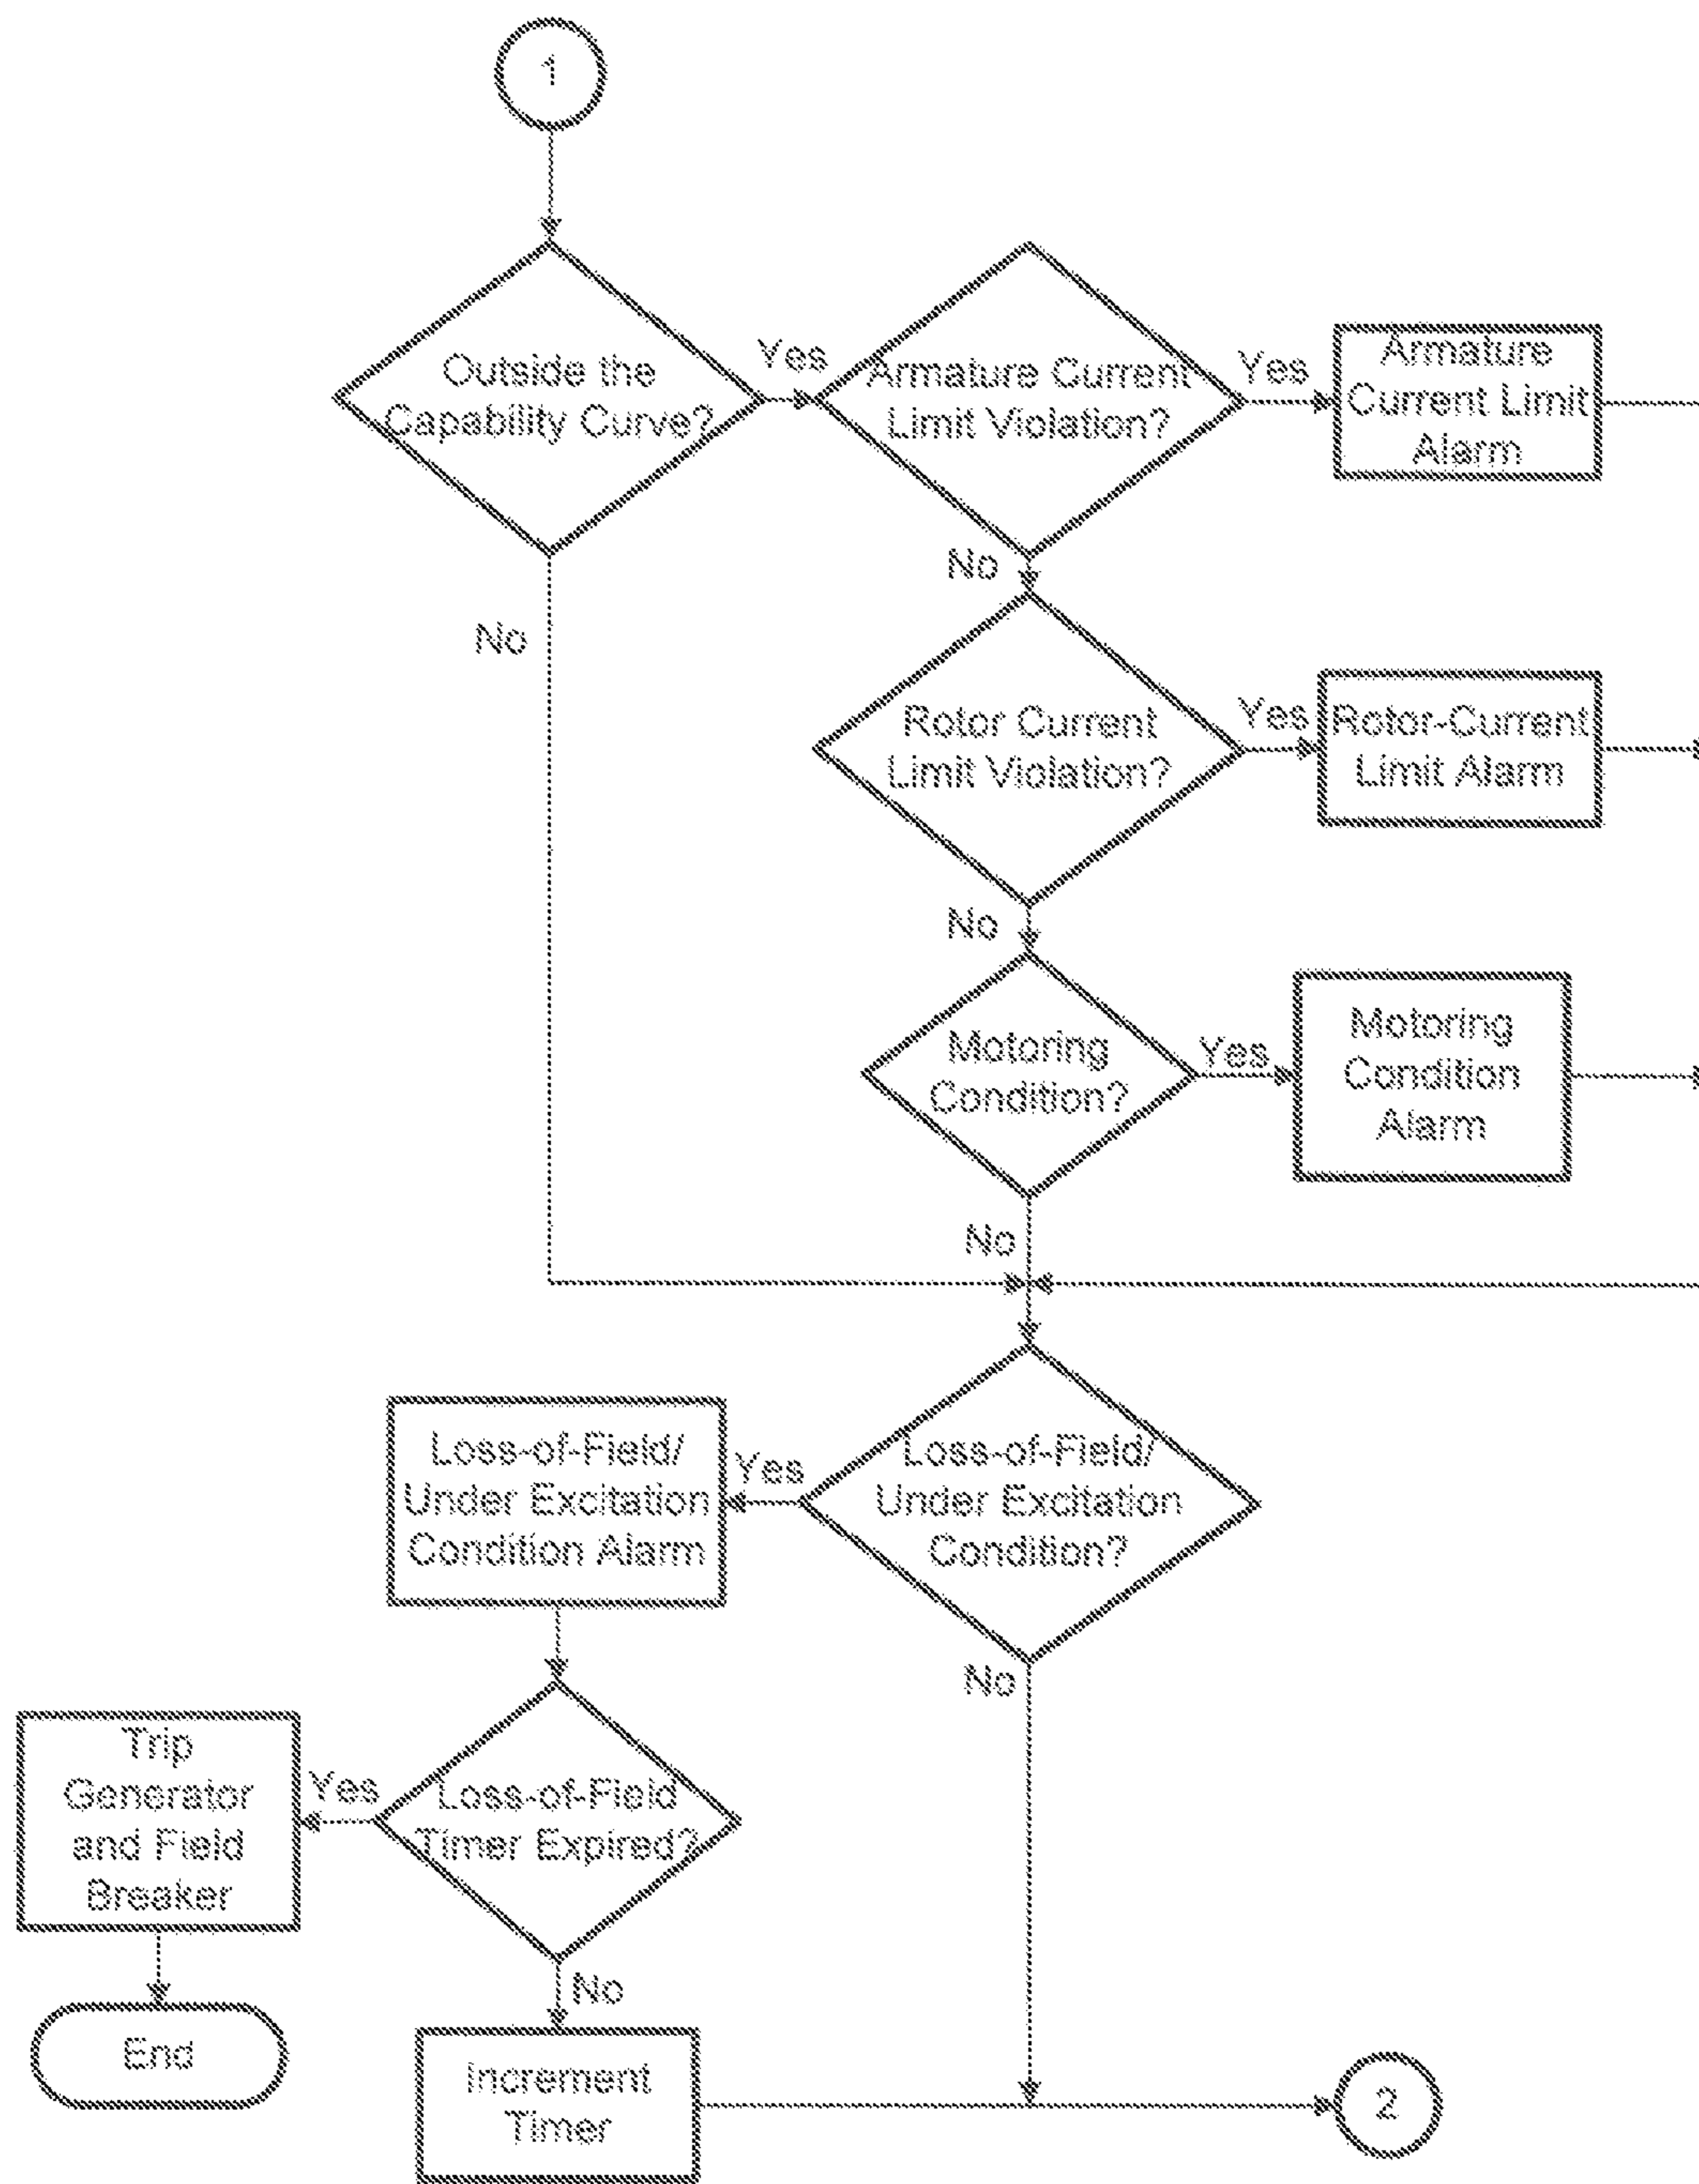 1
Outside the
Capability Curve?
Yes
Armature Current
Limit Violation?
Yes
Armature
Current Limit
Alarm
No
No
Rotor Current
Limit Violation?
Yes
Rotor-Current
Limit Alarm
No
Motoring
Condition?
Yes
Motoring
Condition
Alarm
No
Loss-of-Field/
Under Excitation
Condition Alarm
Yes
Loss-of-Field/
Under Excitation
Condition?
No
Trip
Generator
and Field
Breaker
Yes
Loss-of-Field
Timer Expired?
No
End
Increment
Timer
2